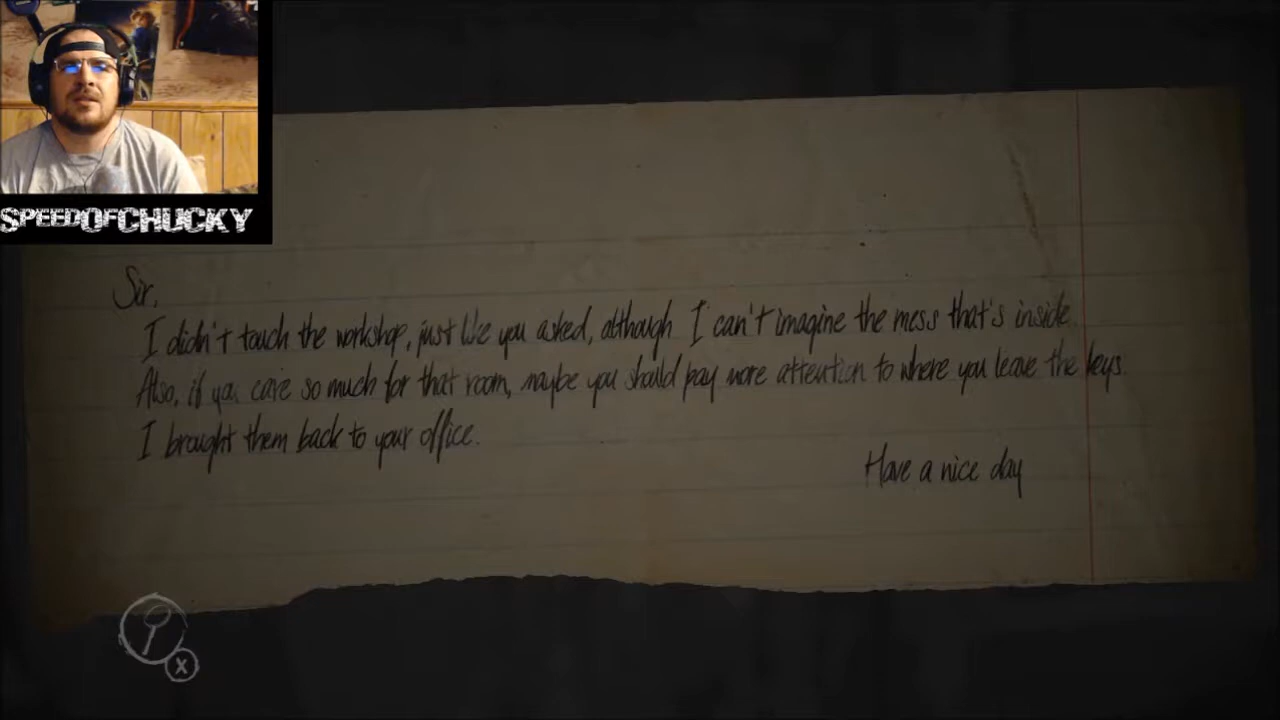 SPEEDOFCHUCKY
Sir,
I didn't touch the workshop, just like you asked, although I can't imagine the mess that's inside.
Also, if you care so much for that room, maybe you should pay more attention to where you leave the keys.
I brought them back to your office.
Have a nice day
X